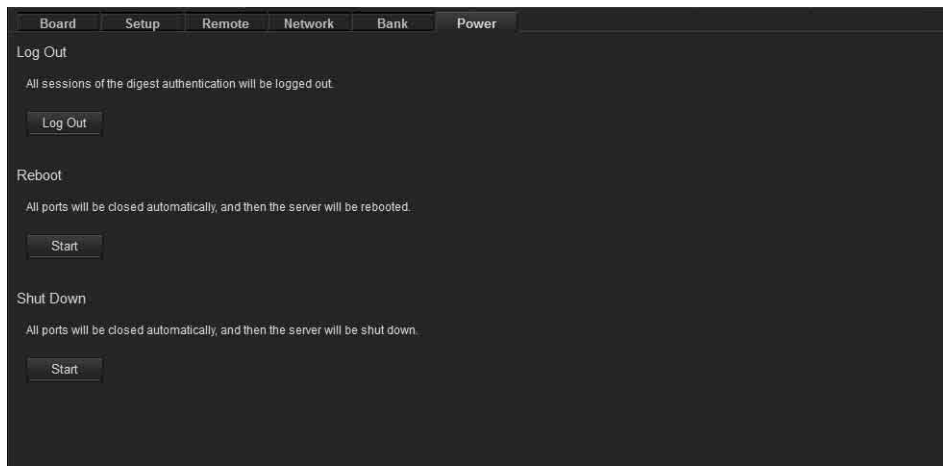 Board Setup Remote Network Bank Power
Log Out
All sessions of the digest authentication will be logged out.
Log Out
Reboot
All ports will be closed automatically, and then the server will be rebooted.
Start
Shut Down
All ports will be closed automatically, and then the server will be shut down.
Start